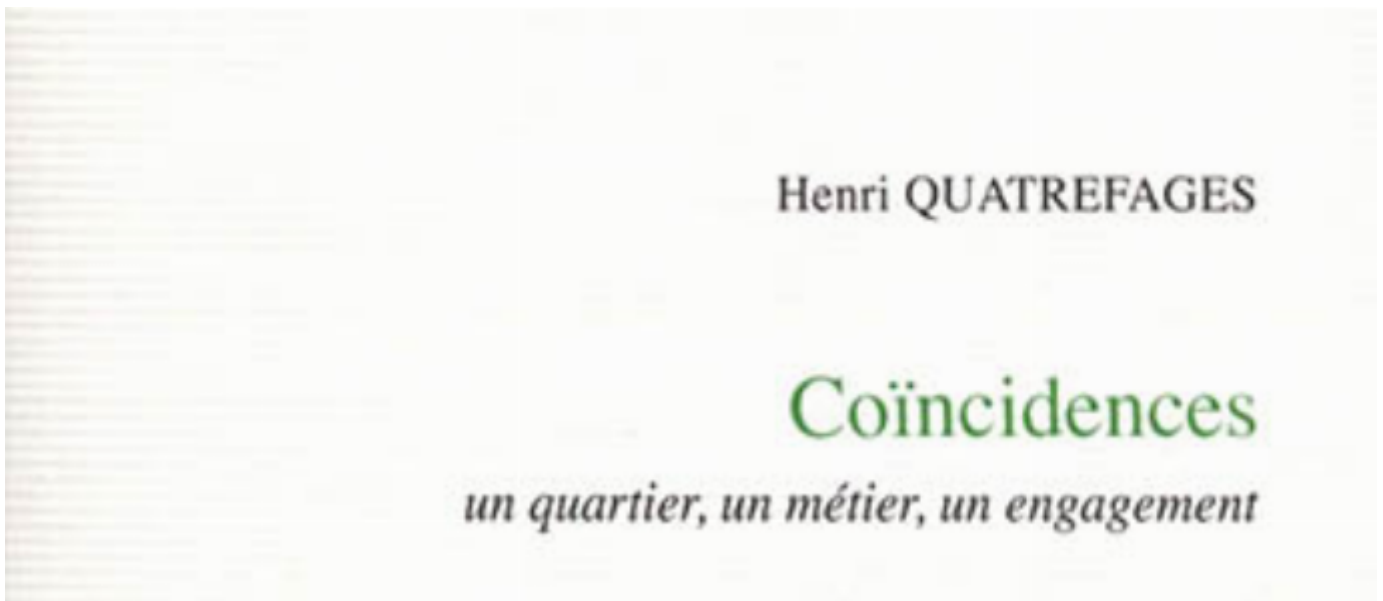 Henri QUATREFAGES
Coïncidences
un quartier, un métier, un engagement